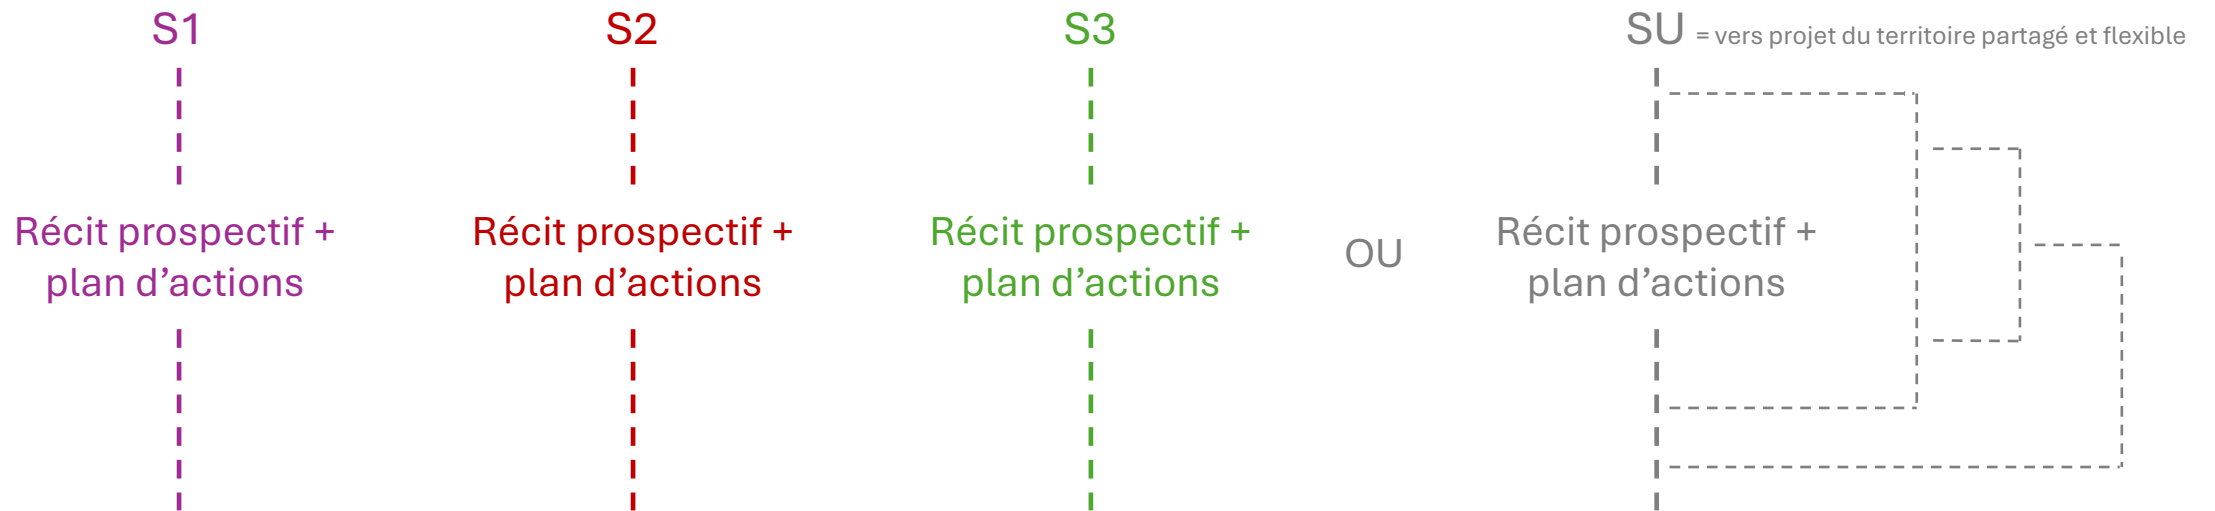 S1
S2
S3
SU = vers projet du territoire partagé et flexible
Récit prospectif +
plan d’actions
Récit prospectif +
plan d’actions
Récit prospectif +
plan d’actions
OU
Récit prospectif +
plan d’actions